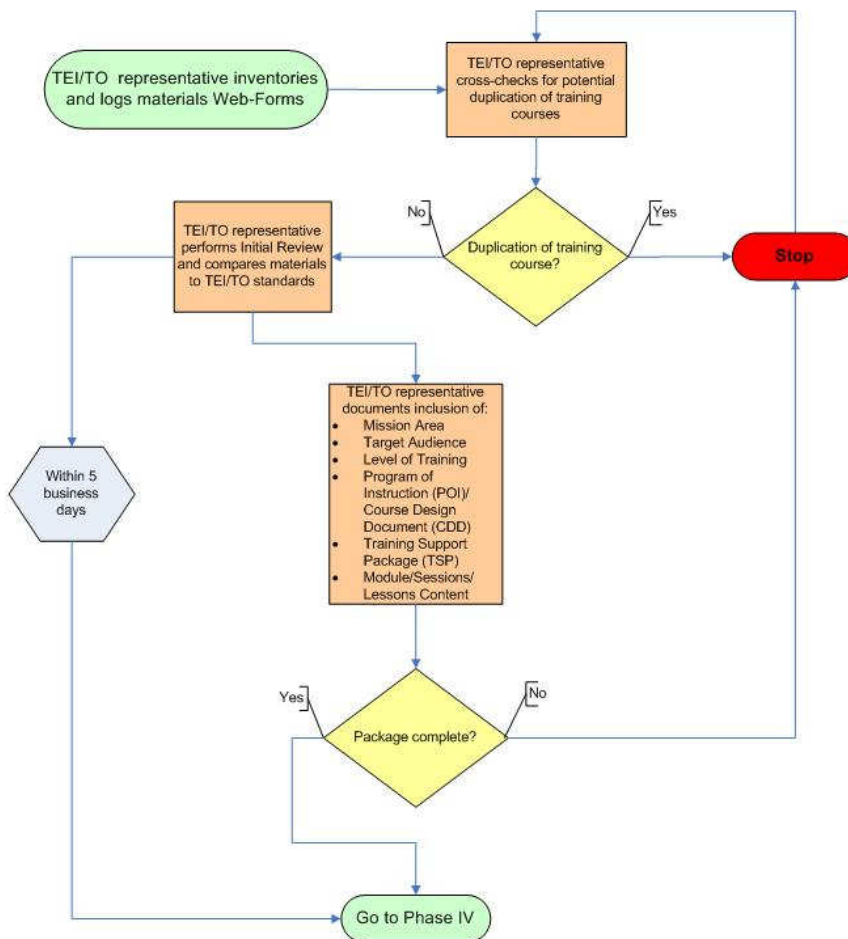 TEI/TO representative inventories
and logs materials Web-Forms
TEI/TO representative
cross-checks for potential
duplication of training
courses
No
Yes
Duplication of training
course?
Stop
TEI/TO representative
performs Initial Review
and compares materials
to TEI/TO standards
TEI/TO representative
documents inclusion of:
• Mission Area
• Target Audience
• Level of Training
• Program of
Instruction (POI)/
Course Design
Document (CDD)
• Training Support
Package (TSP)
• Module/Sessions/
Lessons Content
Within 5
business
days
Yes
No
Package complete?
Go to Phase IV